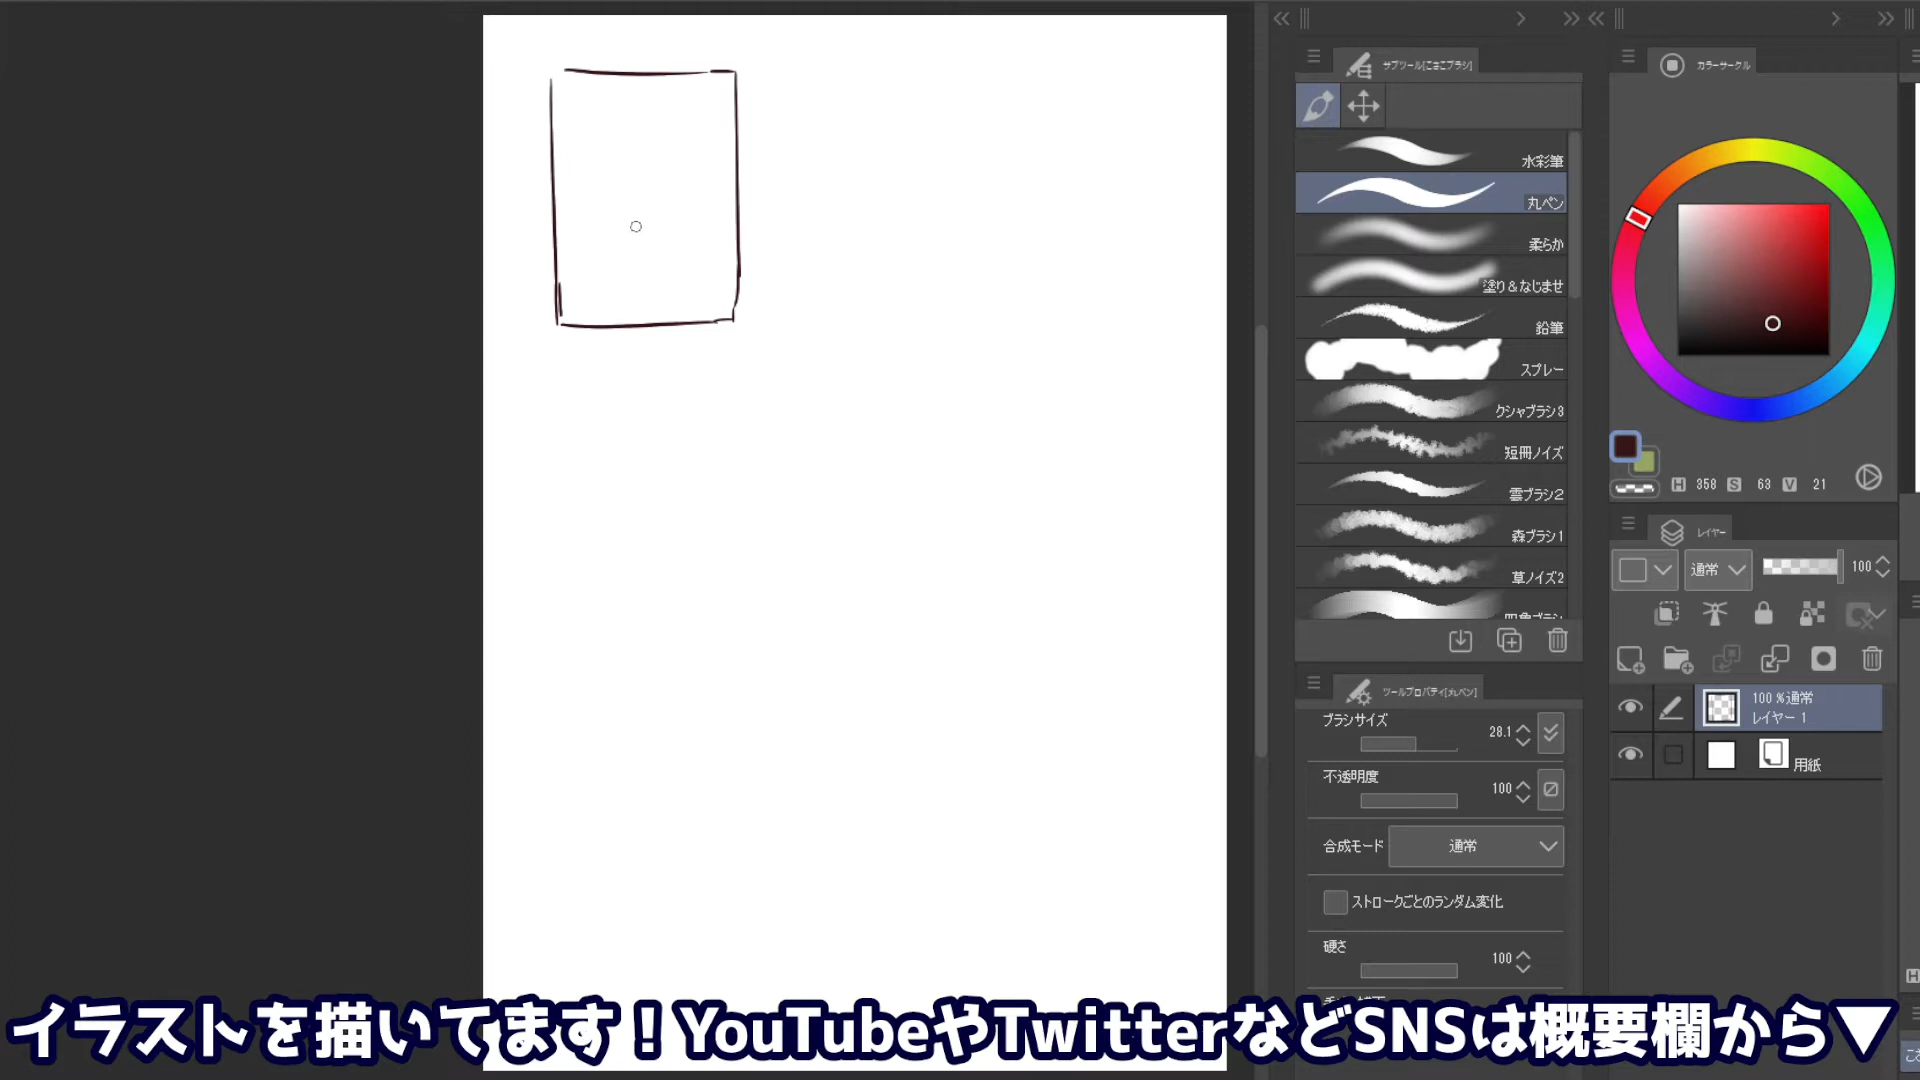 サブツール[こさこブラシ]
水彩筆
丸ペン
柔らか
塗り＆なじませ
鉛筆
スプレー
クシャブラシ3
短冊ノイズ
雲ブラシ2
森ブラシ1
草ノイズ2
四角ブラシ
ツールプロパティ[丸ペン]
ブラシサイズ 28.1
不透明度 100
合成モード 通常
ストロークごとのランダム変化
硬さ 100
カラーサークル
H 358 S 63 V 21
レイヤー
通常 100
100 %通常
レイヤー 1
用紙
イラストを描いてます！YouTubeやTwitterなどSNSは概要欄から▼